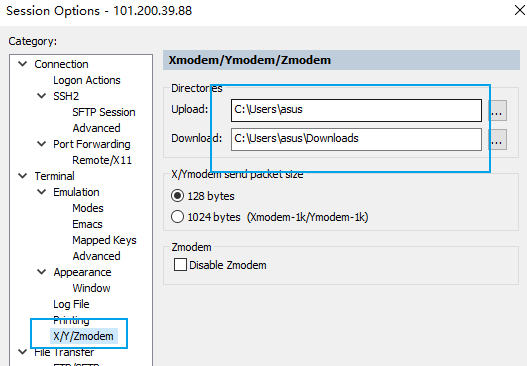 Session Options - 101.200.39.88
Category:
Connection
Logon Actions
SSH2
SFTP Session
Advanced
Port Forwarding
Remote/X11
Terminal
Emulation
Modes
Emacs
Mapped Keys
Advanced
Appearance
Window
Log File
Printing
X/Y/Zmodem
File Transfer
Xmodem/Ymodem/Zmodem
Directories
Upload: C:\Users\asus ...
Download: C:\Users\asus\Downloads ...
X/Ymodem send packet size
128 bytes
1024 bytes (Xmodem-1k/Ymodem-1k)
Zmodem
Disable Zmodem